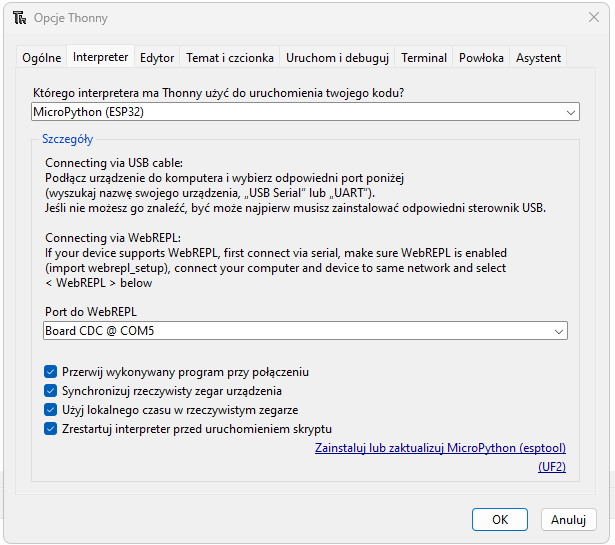 Opcje Thonny
Ogólne Interpreter Edytor Temat i czcionka Uruchom i debuguj Terminal Powłoka Asystent
Którego interpretera ma Thonny użyć do uruchomienia twojego kodu?
MicroPython (ESP32)
Szczegóły
Connecting via USB cable:
Podłącz urządzenie do komputera i wybierz odpowiedni port poniżej
(wyszukaj nazwę swojego urządzenia, „USB Serial” lub „UART”).
Jeśli nie możesz go znaleźć, być może najpierw musisz zainstalować odpowiedni sterownik USB.
Connecting via WebREPL:
If your device supports WebREPL, first connect via serial, make sure WebREPL is enabled
(import webrepl_setup), connect your computer and device to same network and select
< WebREPL > below
Port do WebREPL
Board CDC @ COM5
Przerwij wykonywany program przy połączeniu
Synchronizuj rzeczywisty zegar urządzenia
Użyj lokalnego czasu w rzeczywistym zegarze
Zrestartuj interpreter przed uruchomieniem skryptu
Zainstaluj lub zaktualizuj MicroPython (esptool)
(UF2)
OK Anuluj